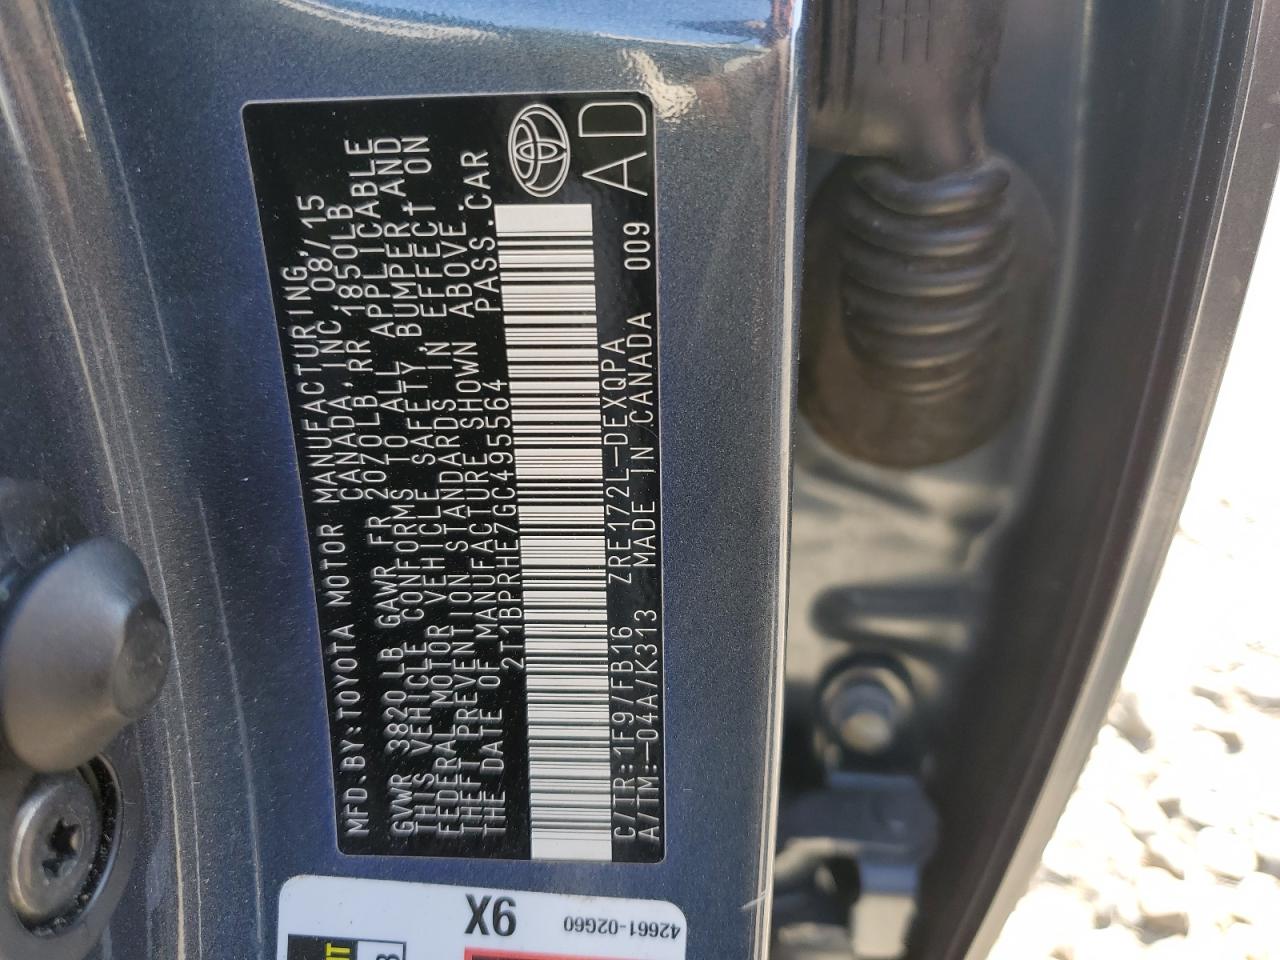 MFD.BY:TOYOTA MOTOR MANUFACTURING,
CANADA, INC. 08/15
GVWR 3820 LB GAWR FR 2070LB,RR 1850LB
THIS VEHICLE CONFORMS TO ALL APPLICABLE
FEDERAL MOTOR VEHICLE SAFETY, BUMPER, AND
THEFT PREVENTION STANDARDS IN EFFECT ON
THE DATE OF MANUFACTURE SHOWN ABOVE.
2T1BPRHE7GC495564 PASS.CAR
C/TR:1F9/FB16 ZRE172L-DEXQPA 009
A/TM:-04A/K313 MADE IN CANADA
AD
9X
42661-02G60